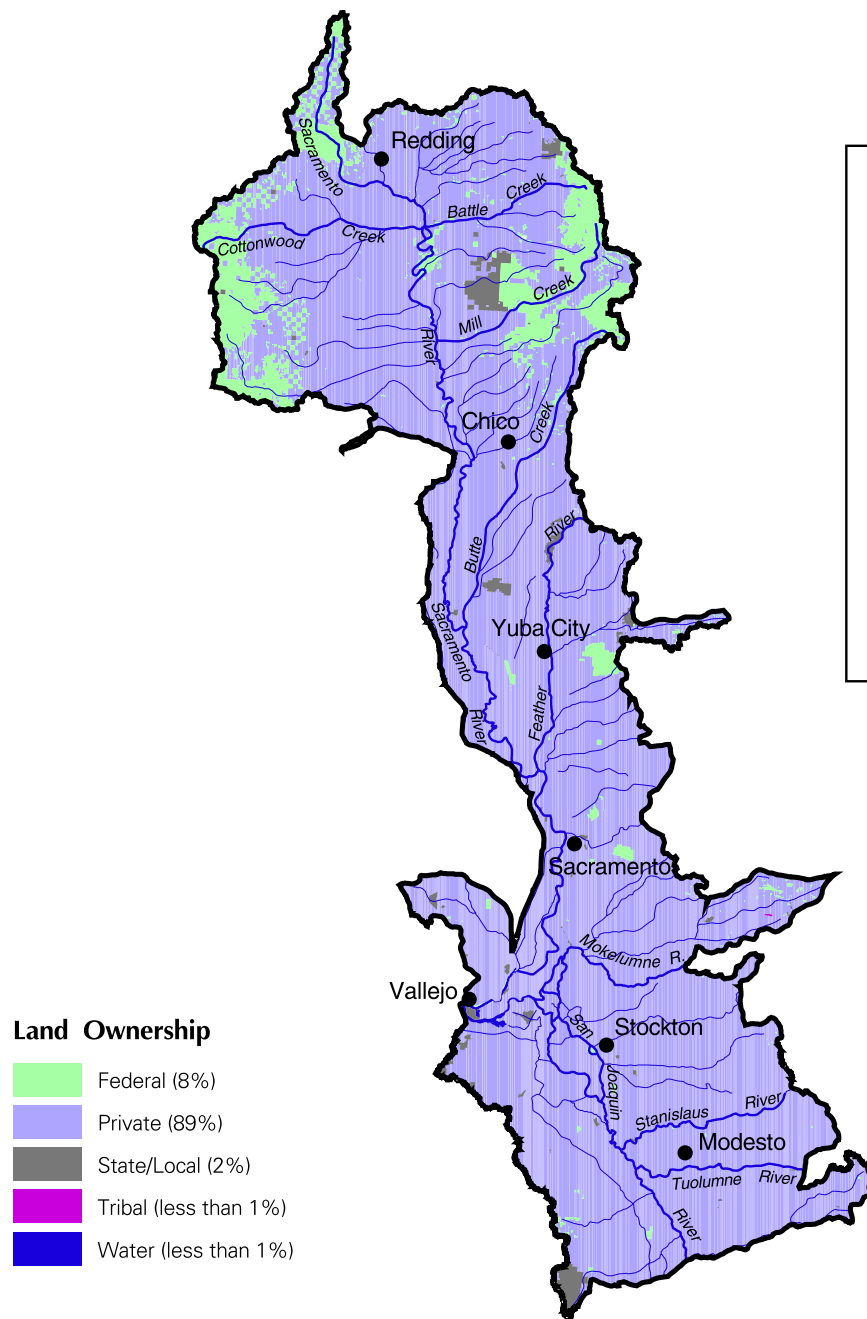 Redding
Sacramento
Battle
Creek
Cottonwood
Creek
Creek
Mill
River
Chico
Creek
River
Butte
Sacramento
Yuba City
River
Feather
Sacramento
Mokelumne R.
Vallejo
San
Stockton
Joaquin
Stanislaus
River
Modesto
Tuolumne
River
River
Land Ownership
Federal (8%)
Private (89%)
State/Local (2%)
Tribal (less than 1%)
Water (less than 1%)